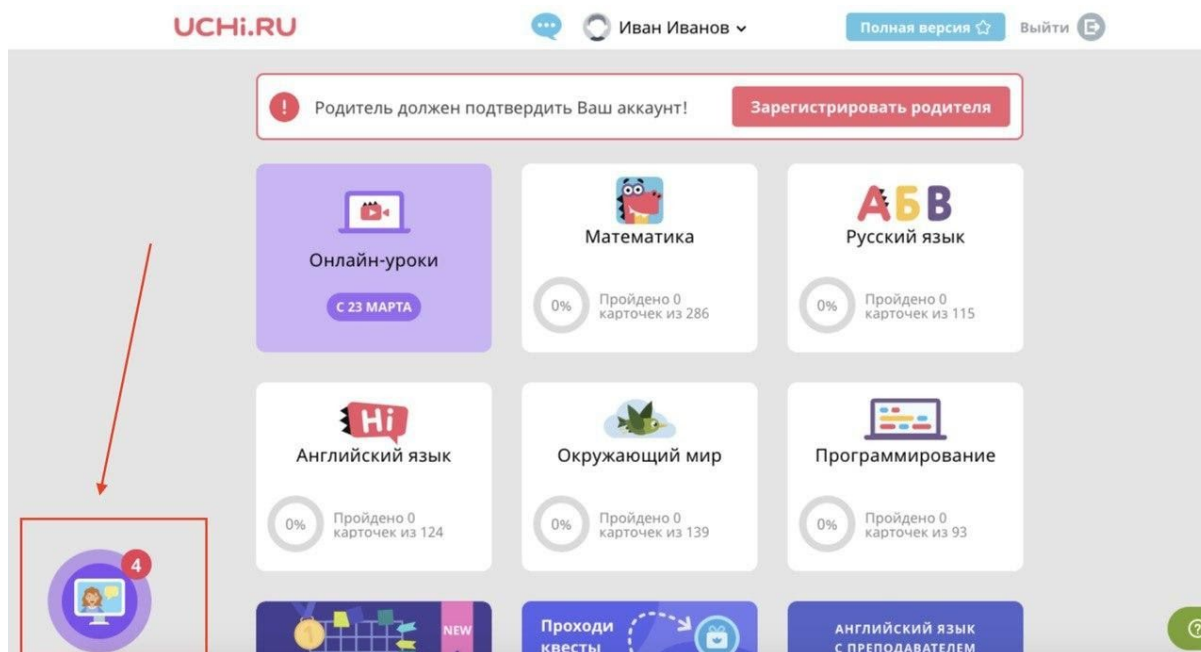 UCHi.RU
Иван Иванов
Полная версия
Выйти
Родитель должен подтвердить Ваш аккаунт!
Зарегистрировать родителя
Онлайн-уроки
С 23 МАРТА
Математика
0%
Пройдено 0
карточек из 286
АБВ
Русский язык
0%
Пройдено 0
карточек из 115
Hi
Английский язык
0%
Пройдено 0
карточек из 124
Окружающий мир
0%
Пройдено 0
карточек из 139
Программирование
0%
Пройдено 0
карточек из 93
4
1
NEW
Проходи
квесты
АНГЛИЙСКИЙ ЯЗЫК
С ПРЕПОДАВАТЕЛЕМ
?